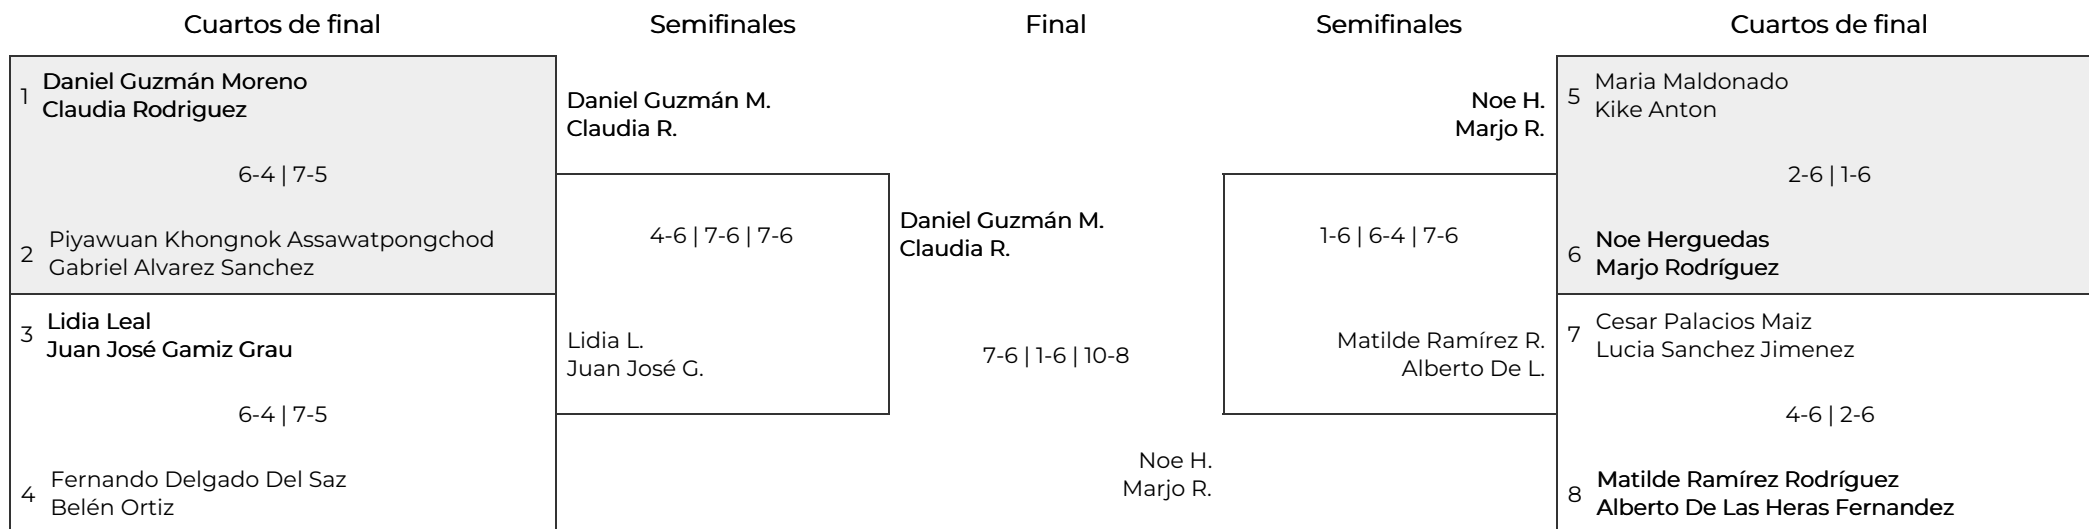 Cuartos de final
Semifinales
Final
Semifinales
Cuartos de final
1
Daniel Guzmán Moreno
Claudia Rodriguez
6-4 | 7-5
2
Piyawuan Khongnok Assawatpongchod
Gabriel Alvarez Sanchez
3
Lidia Leal
Juan José Gamiz Grau
6-4 | 7-5
4
Fernando Delgado Del Saz
Belén Ortiz
Daniel Guzmán M.
Claudia R.
4-6 | 7-6 | 7-6
Lidia L.
Juan José G.
Daniel Guzmán M.
Claudia R.
7-6 | 1-6 | 10-8
Noe H.
Marjo R.
Noe H.
Marjo R.
1-6 | 6-4 | 7-6
Matilde Ramírez R.
Alberto De L.
5
Maria Maldonado
Kike Anton
2-6 | 1-6
6
Noe Herguedas
Marjo Rodríguez
7
Cesar Palacios Maiz
Lucia Sanchez Jimenez
4-6 | 2-6
8
Matilde Ramírez Rodríguez
Alberto De Las Heras Fernandez